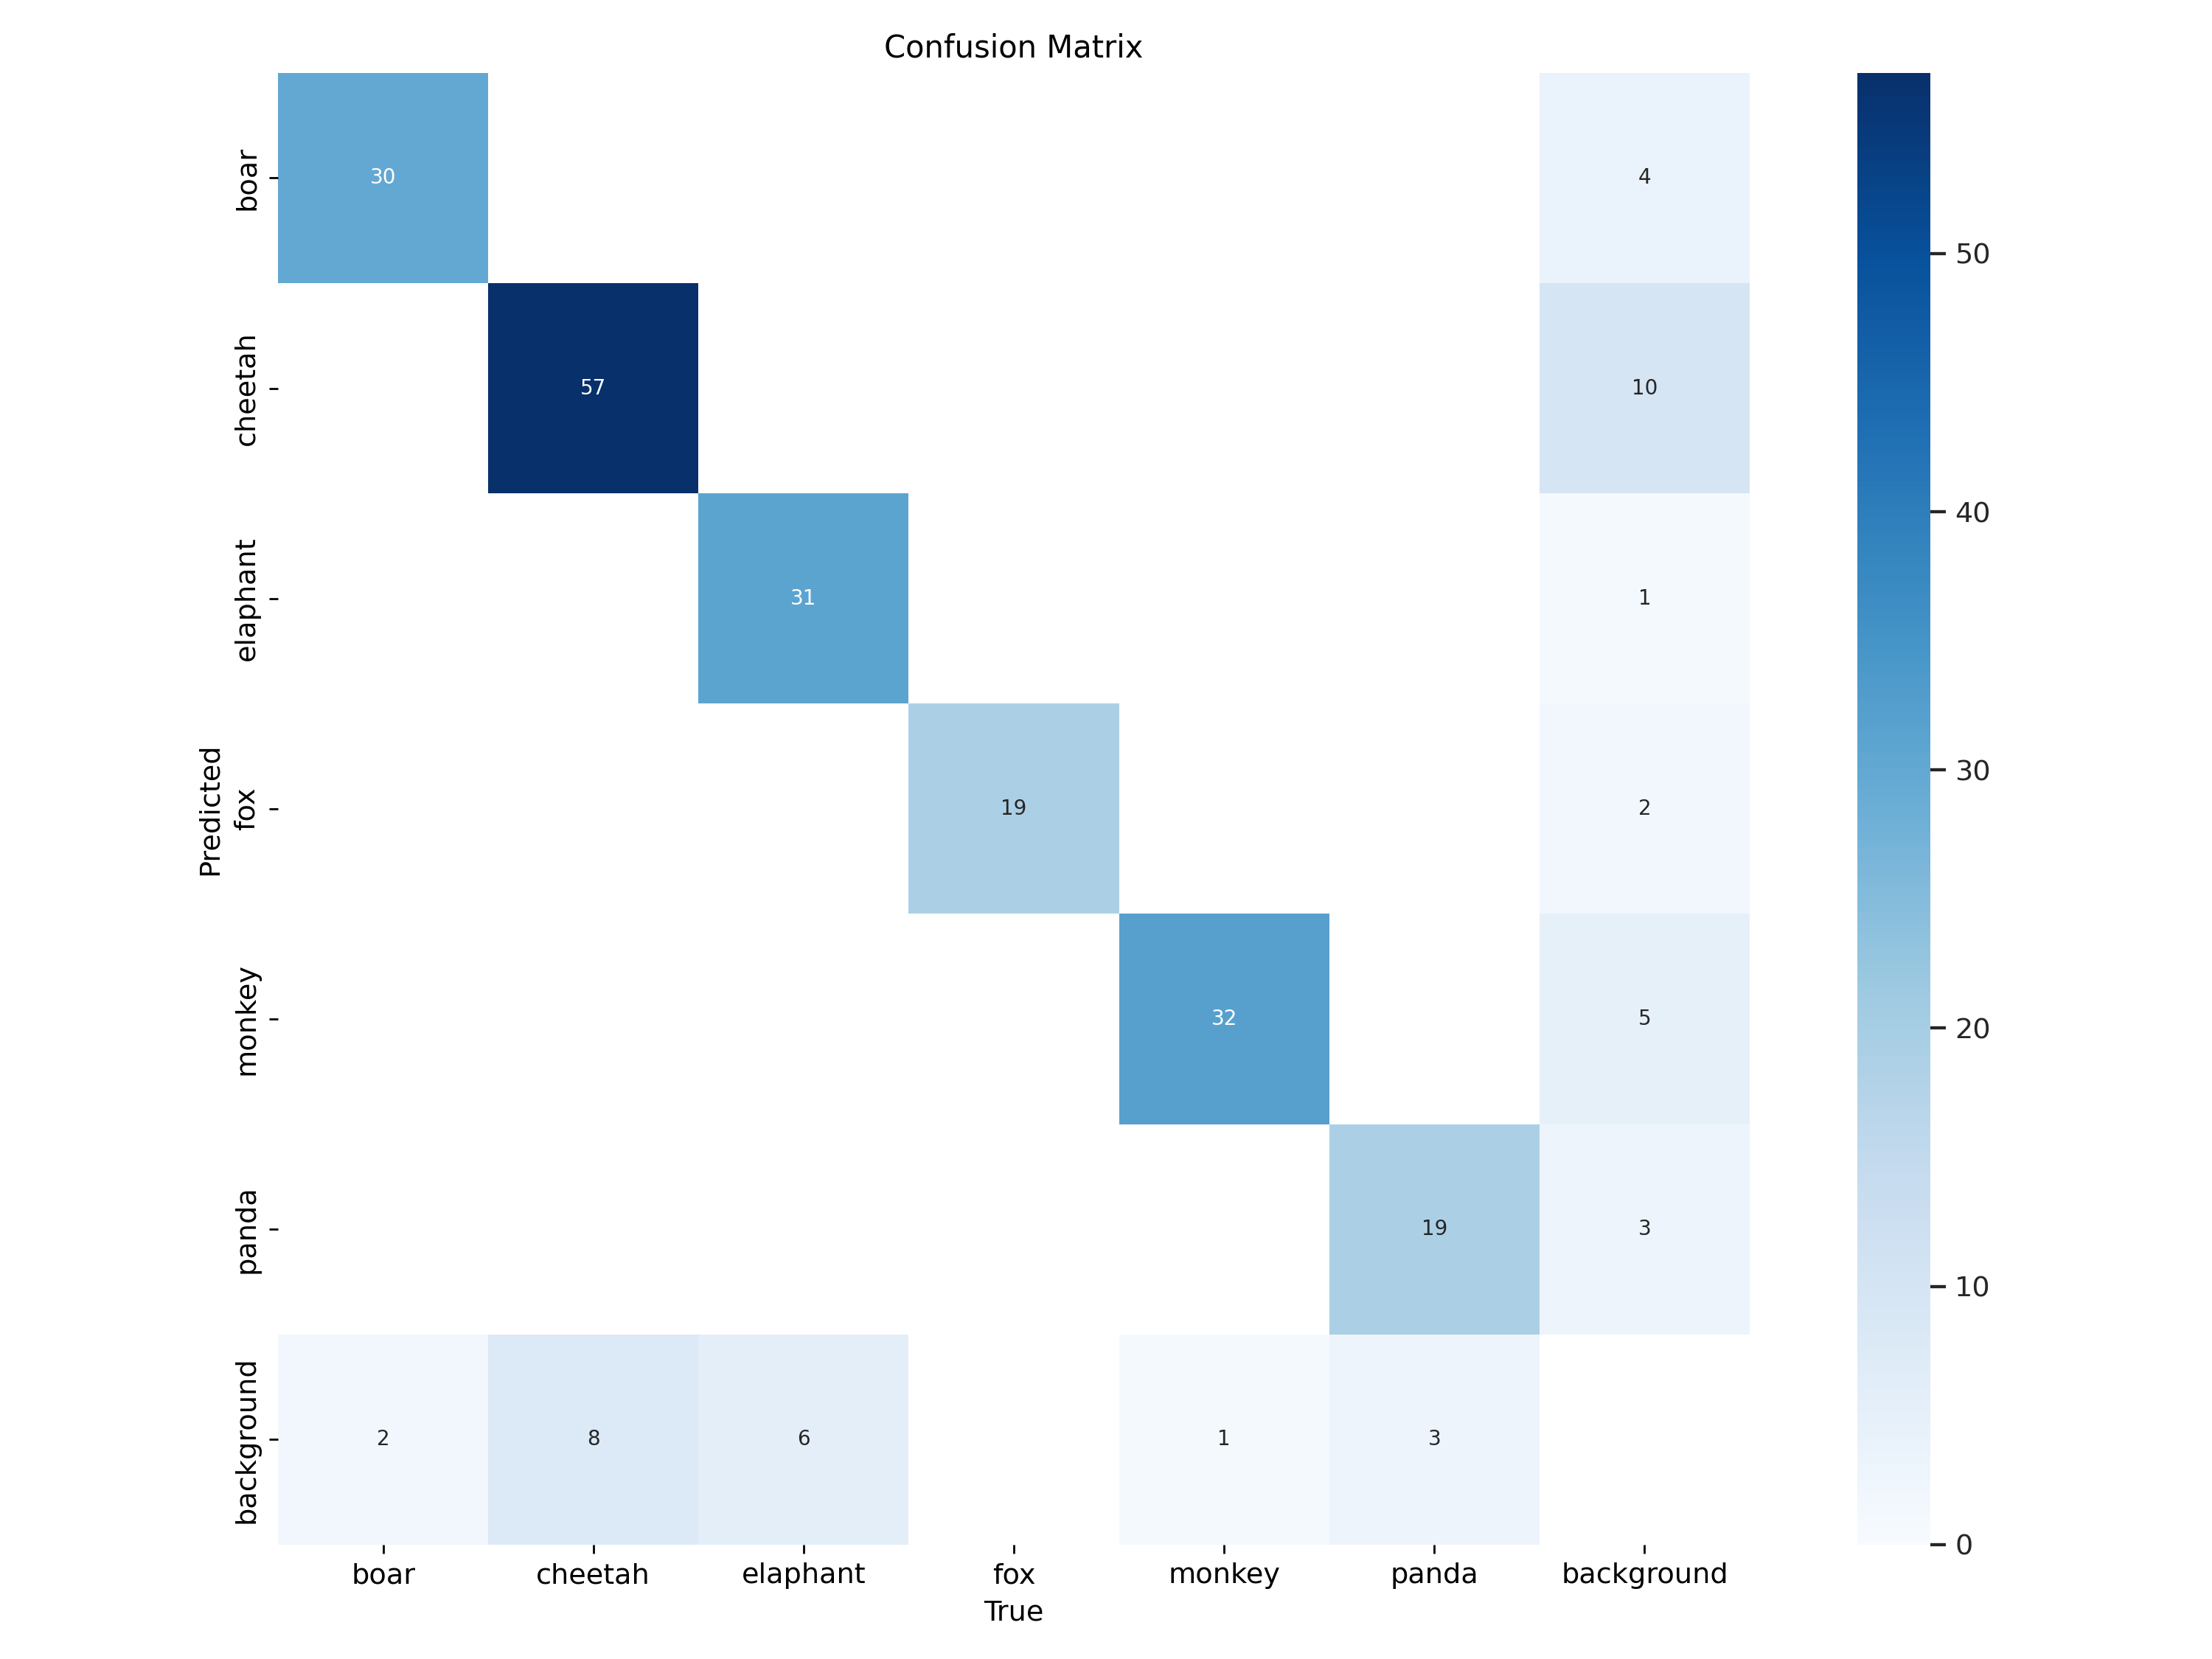 Confusion Matrix
boar
30
4
cheetah
57
10
elaphant
31
1
fox
19
2
monkey
32
5
panda
19
3
background
2
8
6
1
3
Predicted
boar
cheetah
elaphant
fox
monkey
panda
background
True
50
40
30
20
10
0